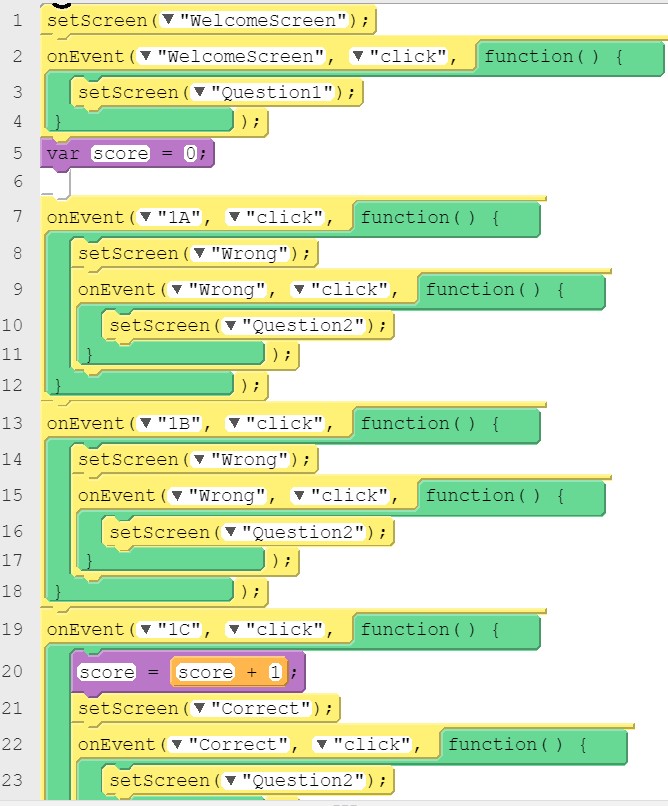 1 setScreen(▼"WelcomeScreen");
2 onEvent(▼"WelcomeScreen", ▼"click", function() {
3 setScreen(▼"Question1");
4 } );
5 var score = 0;
6
7 onEvent(▼"1A", ▼"click", function() {
8 setScreen(▼"Wrong");
9 onEvent(▼"Wrong", ▼"click", function() {
10 setScreen(▼"Question2");
11 } );
12 } );
13 onEvent(▼"1B", ▼"click", function() {
14 setScreen(▼"Wrong");
15 onEvent(▼"Wrong", ▼"click", function() {
16 setScreen(▼"Question2");
17 } );
18 } );
19 onEvent(▼"1C", ▼"click", function() {
20 score = score + 1;
21 setScreen(▼"Correct");
22 onEvent(▼"Correct", ▼"click", function() {
23 setScreen(▼"Question2");